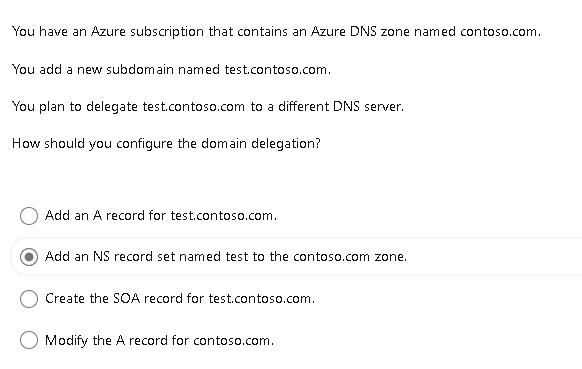 You have an Azure subscription that contains an Azure DNS zone named contoso.com.
You add a new subdomain named test.contoso.com.
You plan to delegate test.contoso.com to a different DNS server.
How should you configure the domain delegation?
Add an A record for test.contoso.com.
Add an NS record set named test to the contoso.com zone.
Create the SOA record for test.contoso.com.
Modify the A record for contoso.com.